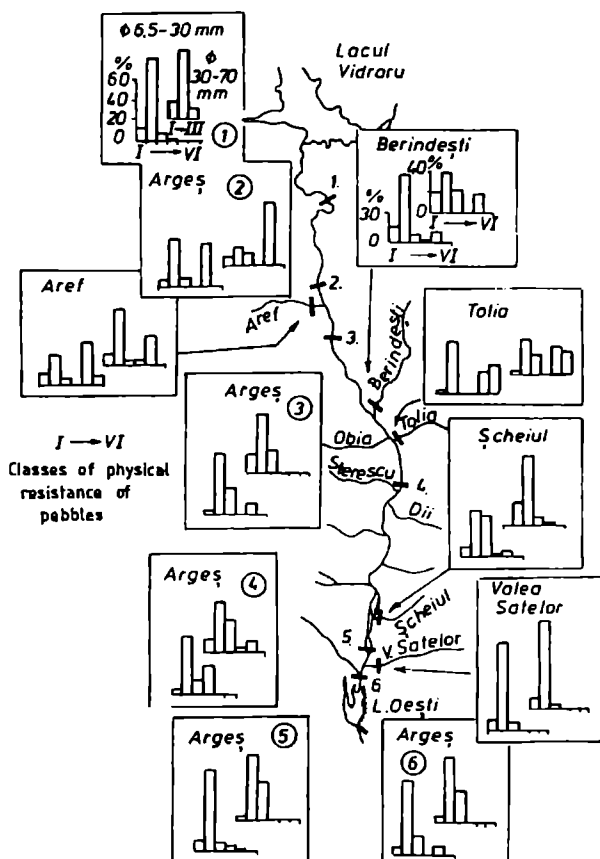 Φ 6,5-30 mm
Φ
30-70
mm
%
60
40
20
0
I→III
I → VI
1
Lacul
Vidraru
Argeș
2
Berindești
40%
0
I → VI
%
30
0
I → VI
1.
2.
Aref
Aref
3.
Berindești
Tolia
Tolia
Argeș
3
Obia
Sterescu
4.
Dii
Șcheiul
I → VI
Classes of physical
resistance of
pebbles
Argeș
4
Șcheiul
5.
V. Șatelor
6
Valea
Satelor
L. Oești
Argeș
5
Argeș
6